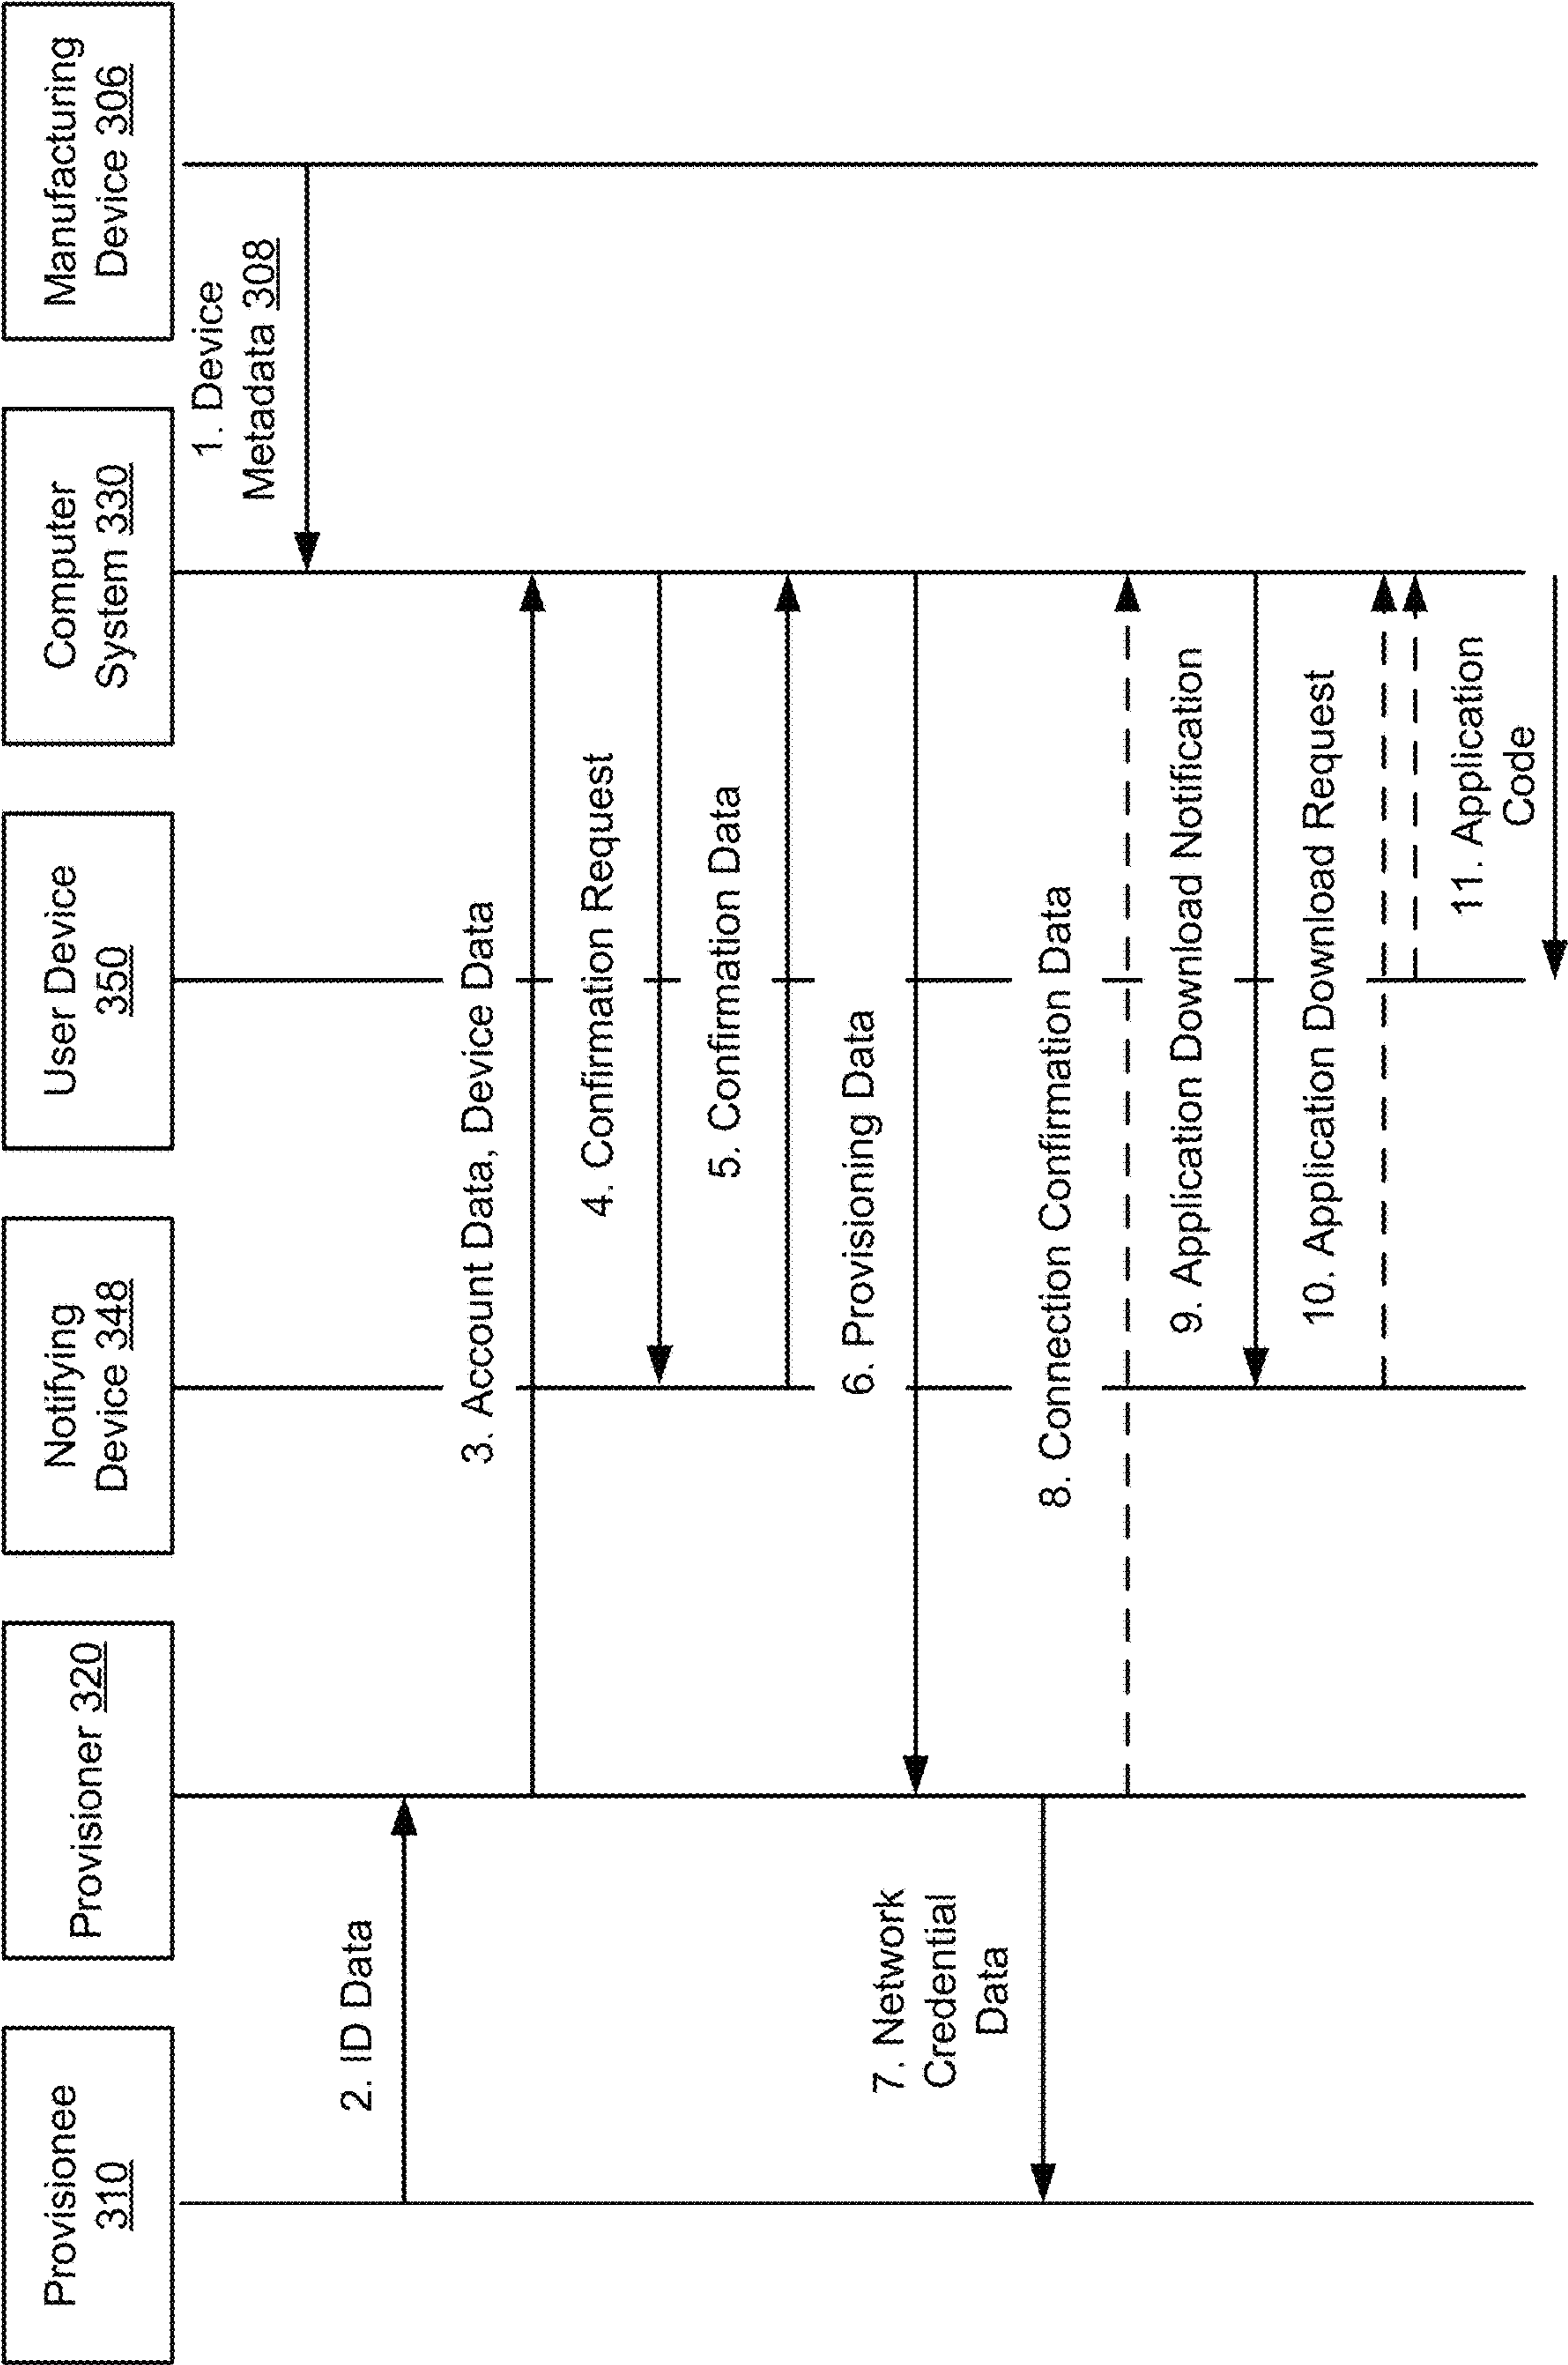 Provisionee
310
Provisioner 320
Notifying
Device 348
User Device
350
Computer
System 330
Manufacturing
Device 306
1. Device
Metadata 308
2. ID Data
3. Account Data, Device Data
4. Confirmation Request
5. Confirmation Data
6. Provisioning Data
7. Network
Credential
Data
8. Connection Confirmation Data
9. Application Download Notification
10. Application Download Request
11. Application
Code